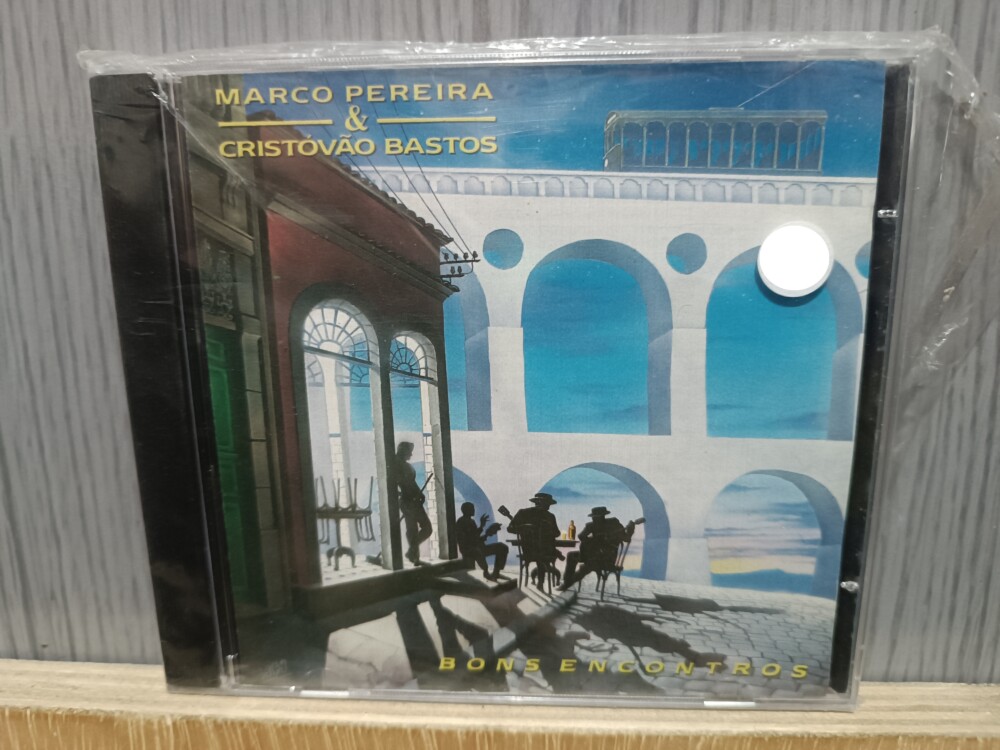 MARCO PEREIRA
&
CRISTÓVÃO BASTOS
BONS ENCONTROS